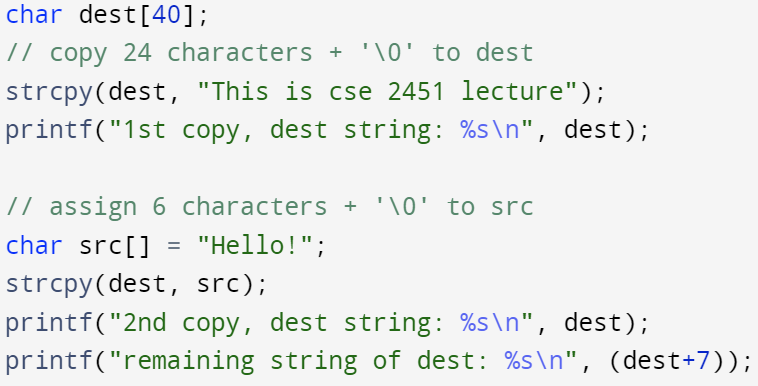 char dest[40];
// copy 24 characters + '\0' to dest
strcpy(dest, "This is cse 2451 lecture");
printf("1st copy, dest string: %s\n", dest);
// assign 6 characters + '\0' to src
char src[] = "Hello!";
strcpy(dest, src);
printf("2nd copy, dest string: %s\n", dest);
printf("remaining string of dest: %s\n", (dest+7));